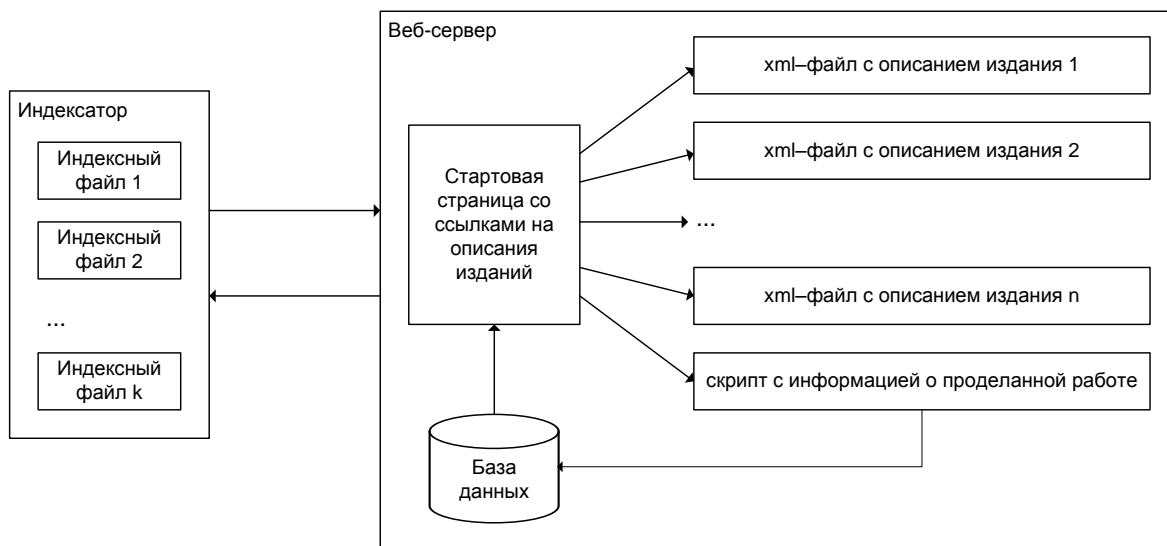 Веб-сервер
Индексатор
Индексный
файл 1
Индексный
файл 2
...
Индексный
файл k
Стартовая
страница со
ссылками на
описания
изданий
База
данных
xml–файл с описанием издания 1
xml–файл с описанием издания 2
...
xml–файл с описанием издания n
скрипт с информацией о проделанной работе